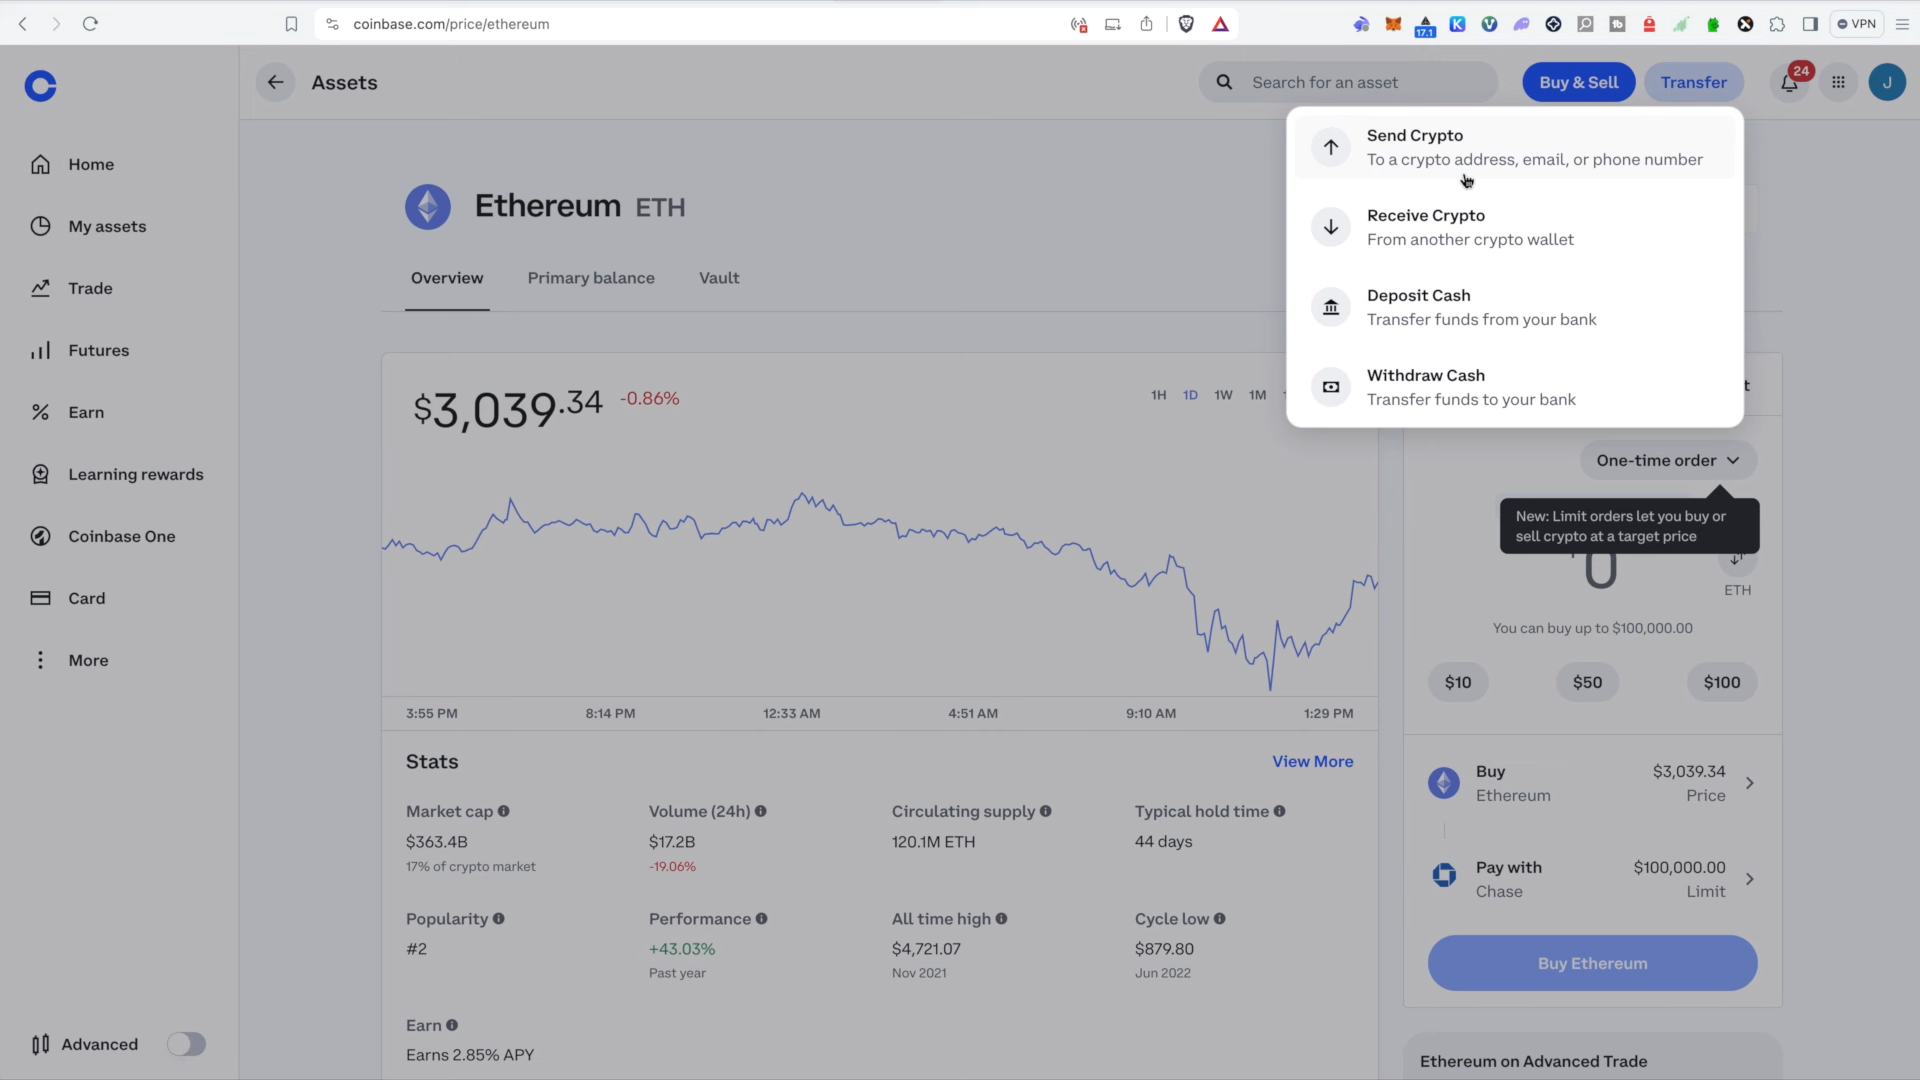 coinbase.com/price/ethereum
17.1
VPN
Assets
Search for an asset
Buy & Sell
Transfer
24
J
Home
My assets
Trade
Futures
Earn
Learning rewards
Coinbase One
Card
More
Advanced
Send Crypto
To a crypto address, email, or phone number
Receive Crypto
From another crypto wallet
Deposit Cash
Transfer funds from your bank
Withdraw Cash
Transfer funds to your bank
Ethereum ETH
Overview
Primary balance
Vault
$3,039.34 -0.86%
1H 1D 1W 1M
3:55 PM 8:14 PM 12:33 AM 4:51 AM 9:10 AM 1:29 PM
Stats
View More
Market cap
$363.4B
17% of crypto market
Volume (24h)
$17.2B
-19.06%
Circulating supply
120.1M ETH
Typical hold time
44 days
Popularity
#2
Performance
+43.03%
Past year
All time high
$4,721.07
Nov 2021
Cycle low
$879.80
Jun 2022
Earn
Earns 2.85% APY
One-time order
New: Limit orders let you buy or
sell crypto at a target price
0
ETH
You can buy up to $100,000.00
$10 $50 $100
Buy $3,039.34
Ethereum Price
Pay with $100,000.00
Chase Limit
Buy Ethereum
Ethereum on Advanced Trade